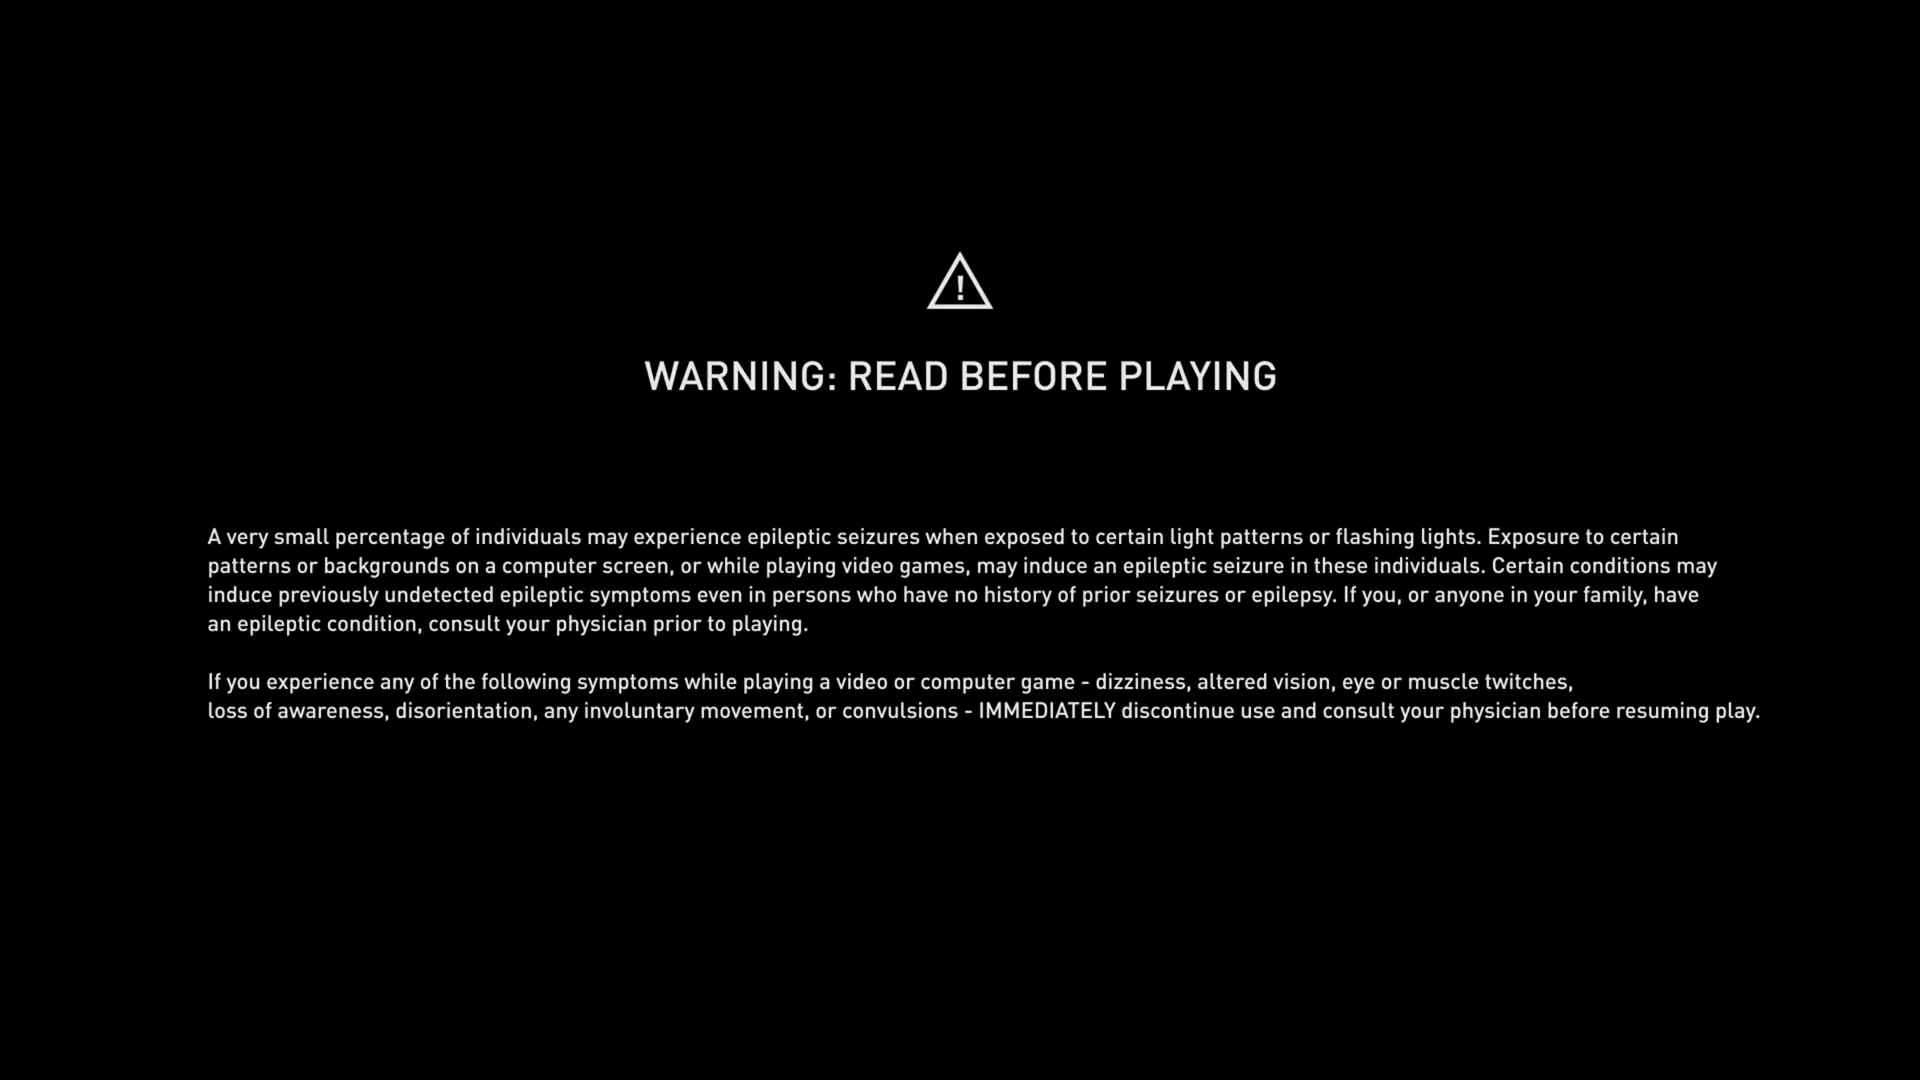 !
WARNING: READ BEFORE PLAYING
A very small percentage of individuals may experience epileptic seizures when exposed to certain light patterns or flashing lights. Exposure to certain
patterns or backgrounds on a computer screen, or while playing video games, may induce an epileptic seizure in these individuals. Certain conditions may
induce previously undetected epileptic symptoms even in persons who have no history of prior seizures or epilepsy. If you, or anyone in your family, have
an epileptic condition, consult your physician prior to playing.
If you experience any of the following symptoms while playing a video or computer game - dizziness, altered vision, eye or muscle twitches,
loss of awareness, disorientation, any involuntary movement, or convulsions - IMMEDIATELY discontinue use and consult your physician before resuming play.